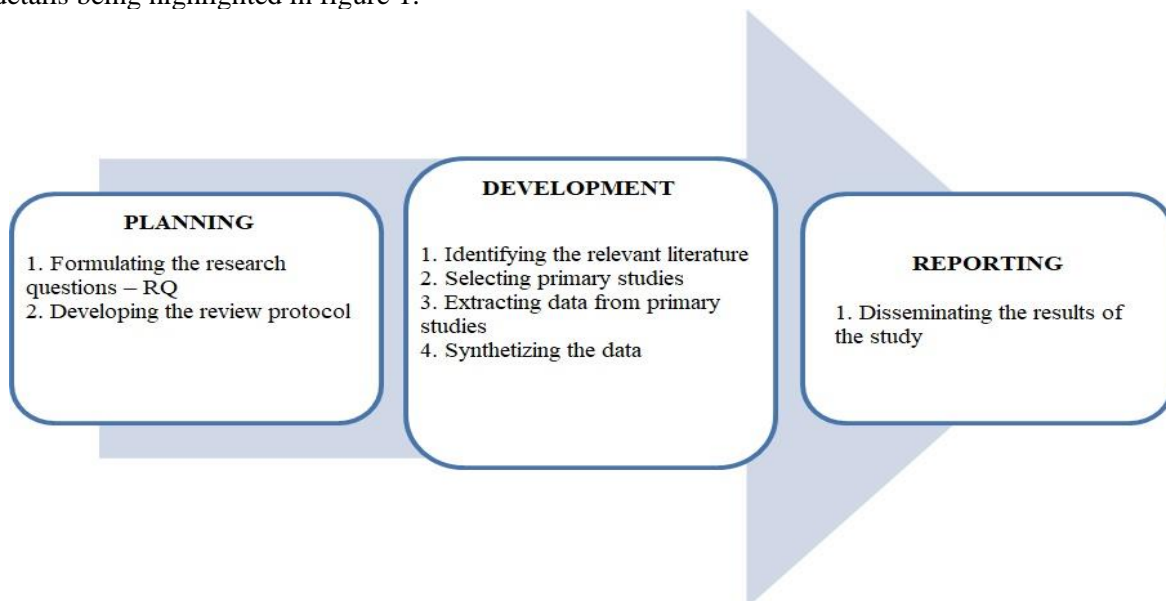 details being highlighted in figure 1.
PLANNING
1. Formulating the research
questions – RQ
2. Developing the review protocol
DEVELOPMENT
1. Identifying the relevant literature
2. Selecting primary studies
3. Extracting data from primary
studies
4. Synthetizing the data
REPORTING
1. Disseminating the results of
the study